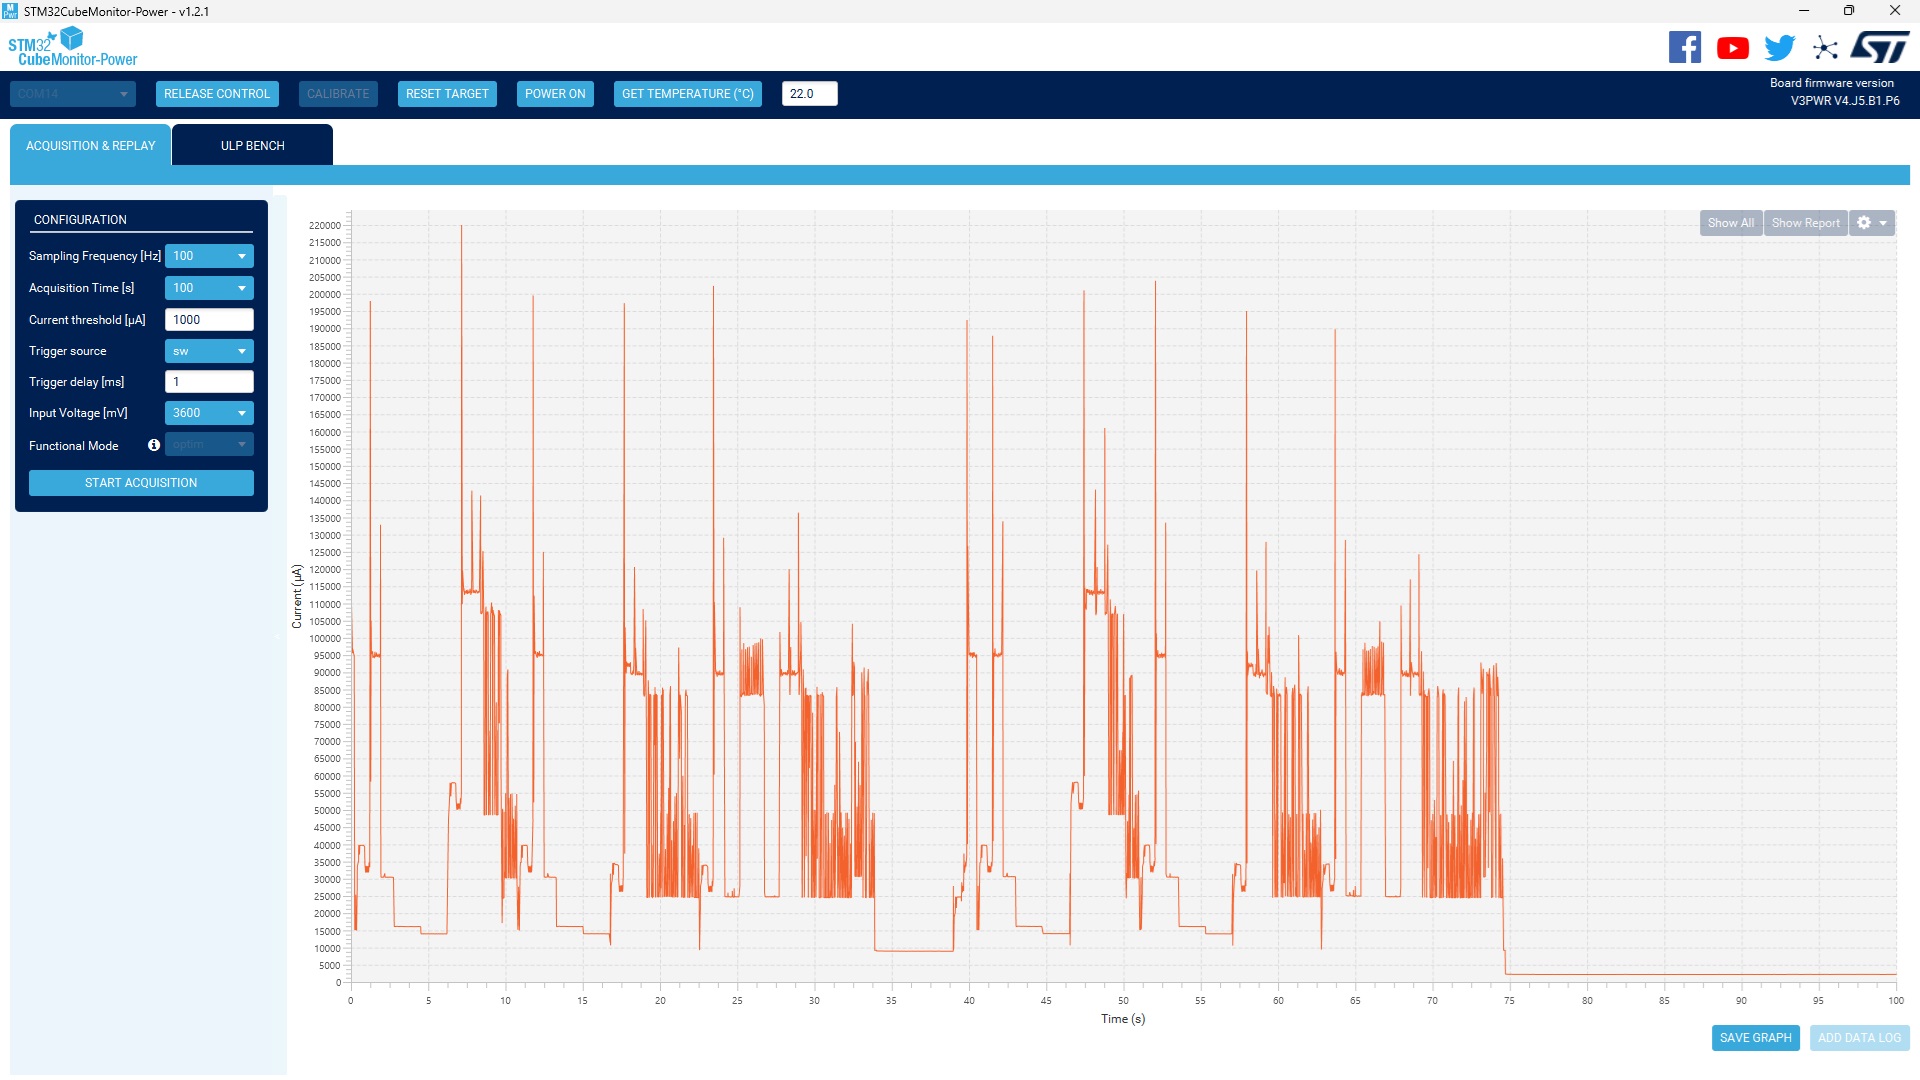 STM32CubeMonitor-Power - v1.2.1
STM32
CubeMonitor-Power
COM14
RELEASE CONTROL
CALIBRATE
RESET TARGET
POWER ON
GET TEMPERATURE (°C)
22.0
Board firmware version
V3PWR V4.J5.B1.P6
ACQUISITION & REPLAY
ULP BENCH
CONFIGURATION
Sampling Frequency [Hz] 100
Acquisition Time [s] 100
Current threshold [µA] 1000
Trigger source sw
Trigger delay [ms] 1
Input Voltage [mV] 3600
Functional Mode optim
START ACQUISITION
Show All
Show Report
220000
215000
210000
205000
200000
195000
190000
185000
180000
175000
170000
165000
160000
155000
150000
145000
140000
135000
130000
125000
120000
115000
110000
105000
100000
95000
90000
85000
80000
75000
70000
65000
60000
55000
50000
45000
40000
35000
30000
25000
20000
15000
10000
5000
0
Current (µA)
0 5 10 15 20 25 30 35 40 45 50 55 60 65 70 75 80 85 90 95 100
Time (s)
SAVE GRAPH
ADD DATA LOG